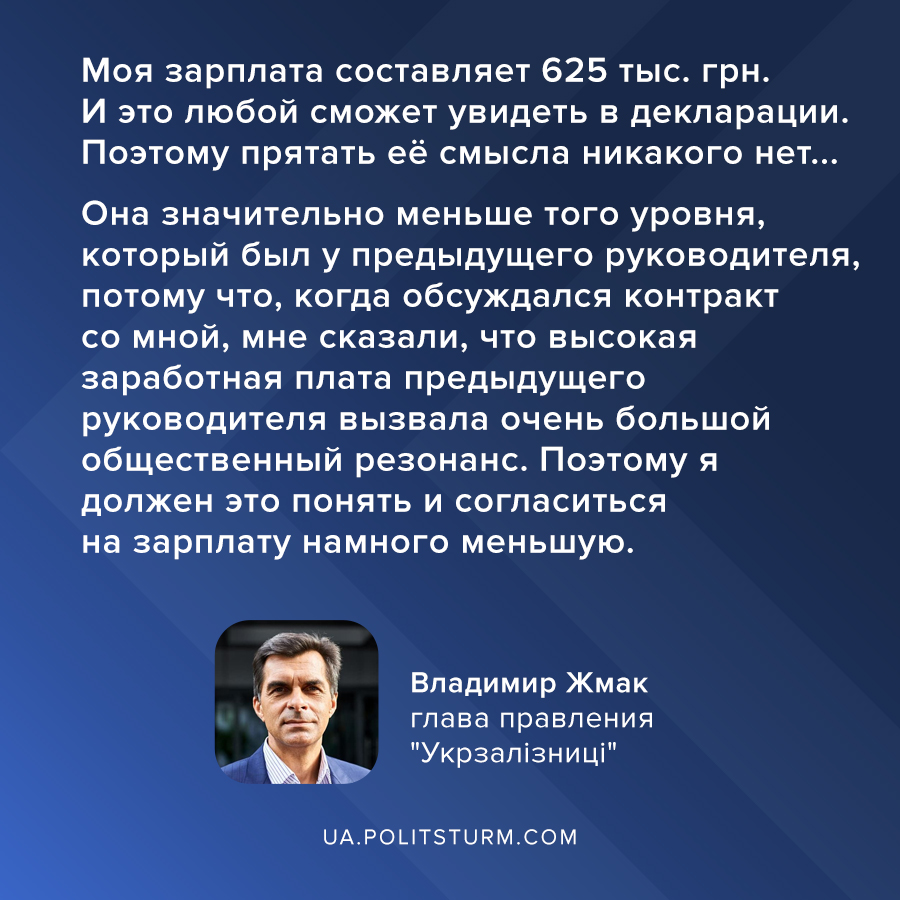 Моя зарплата составляет 625 тыс. грн.
И это любой сможет увидеть в декларации.
Поэтому прятать её смысла никакого нет...
Она значительно меньше того уровня,
который был у предыдущего руководителя,
потому что, когда обсуждался контракт
со мной, мне сказали, что высокая
заработная плата предыдущего
руководителя вызвала очень большой
общественный резонанс. Поэтому я
должен это понять и согласиться
на зарплату намного меньшую.
Владимир Жмак
глава правления
"Укрзалізниці"
UA.POLITSTURM.COM